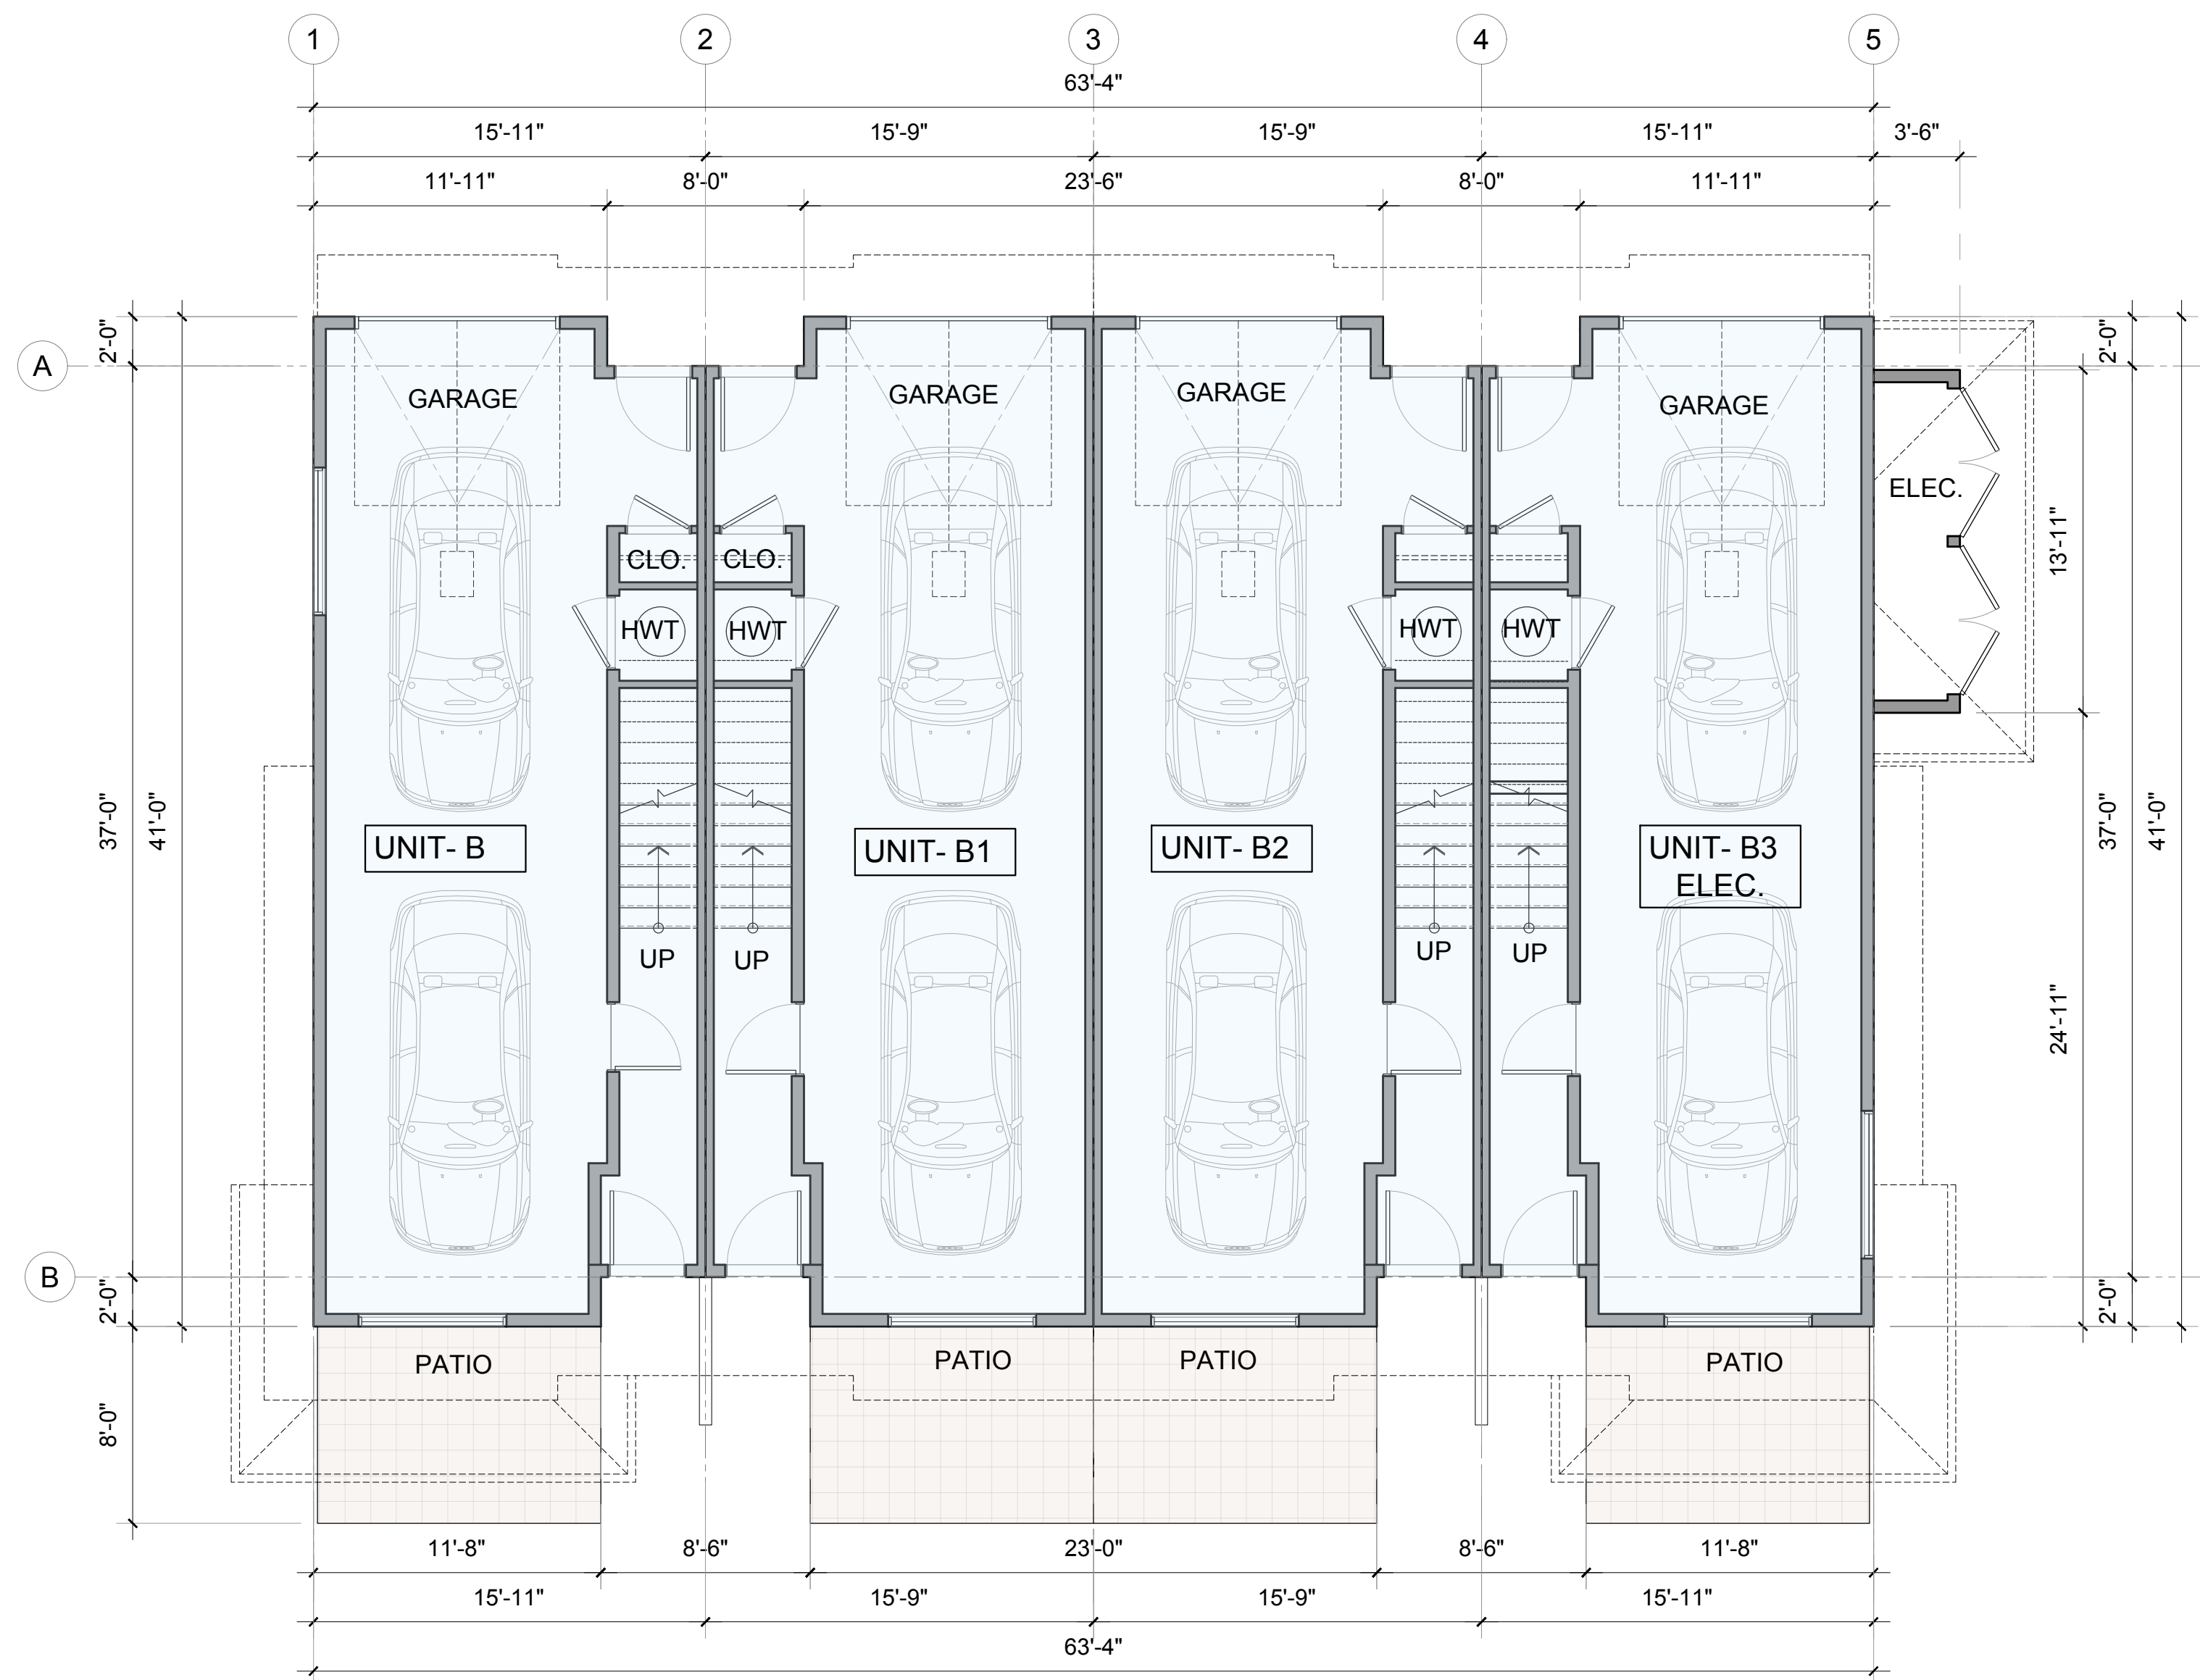 1 2 3 4 5
63'-4"
15'-11" 15'-9" 15'-9" 15'-11" 3'-6"
11'-11" 8'-0" 23'-6" 8'-0" 11'-11"
2'-0" 2'-0"
A
GARAGE GARAGE GARAGE GARAGE
ELEC.
CLO. CLO.
13'-11"
HWT HWT HWT HWT
37'-0" 41'-0" 37'-0" 41'-0"
UNIT- B UNIT- B1 UNIT- B2 UNIT- B3
ELEC.
UP UP UP UP
24'-11"
B
2'-0" 2'-0"
PATIO PATIO PATIO PATIO
8'-0"
11'-8" 8'-6" 23'-0" 8'-6" 11'-8"
15'-11" 15'-9" 15'-9" 15'-11"
63'-4"